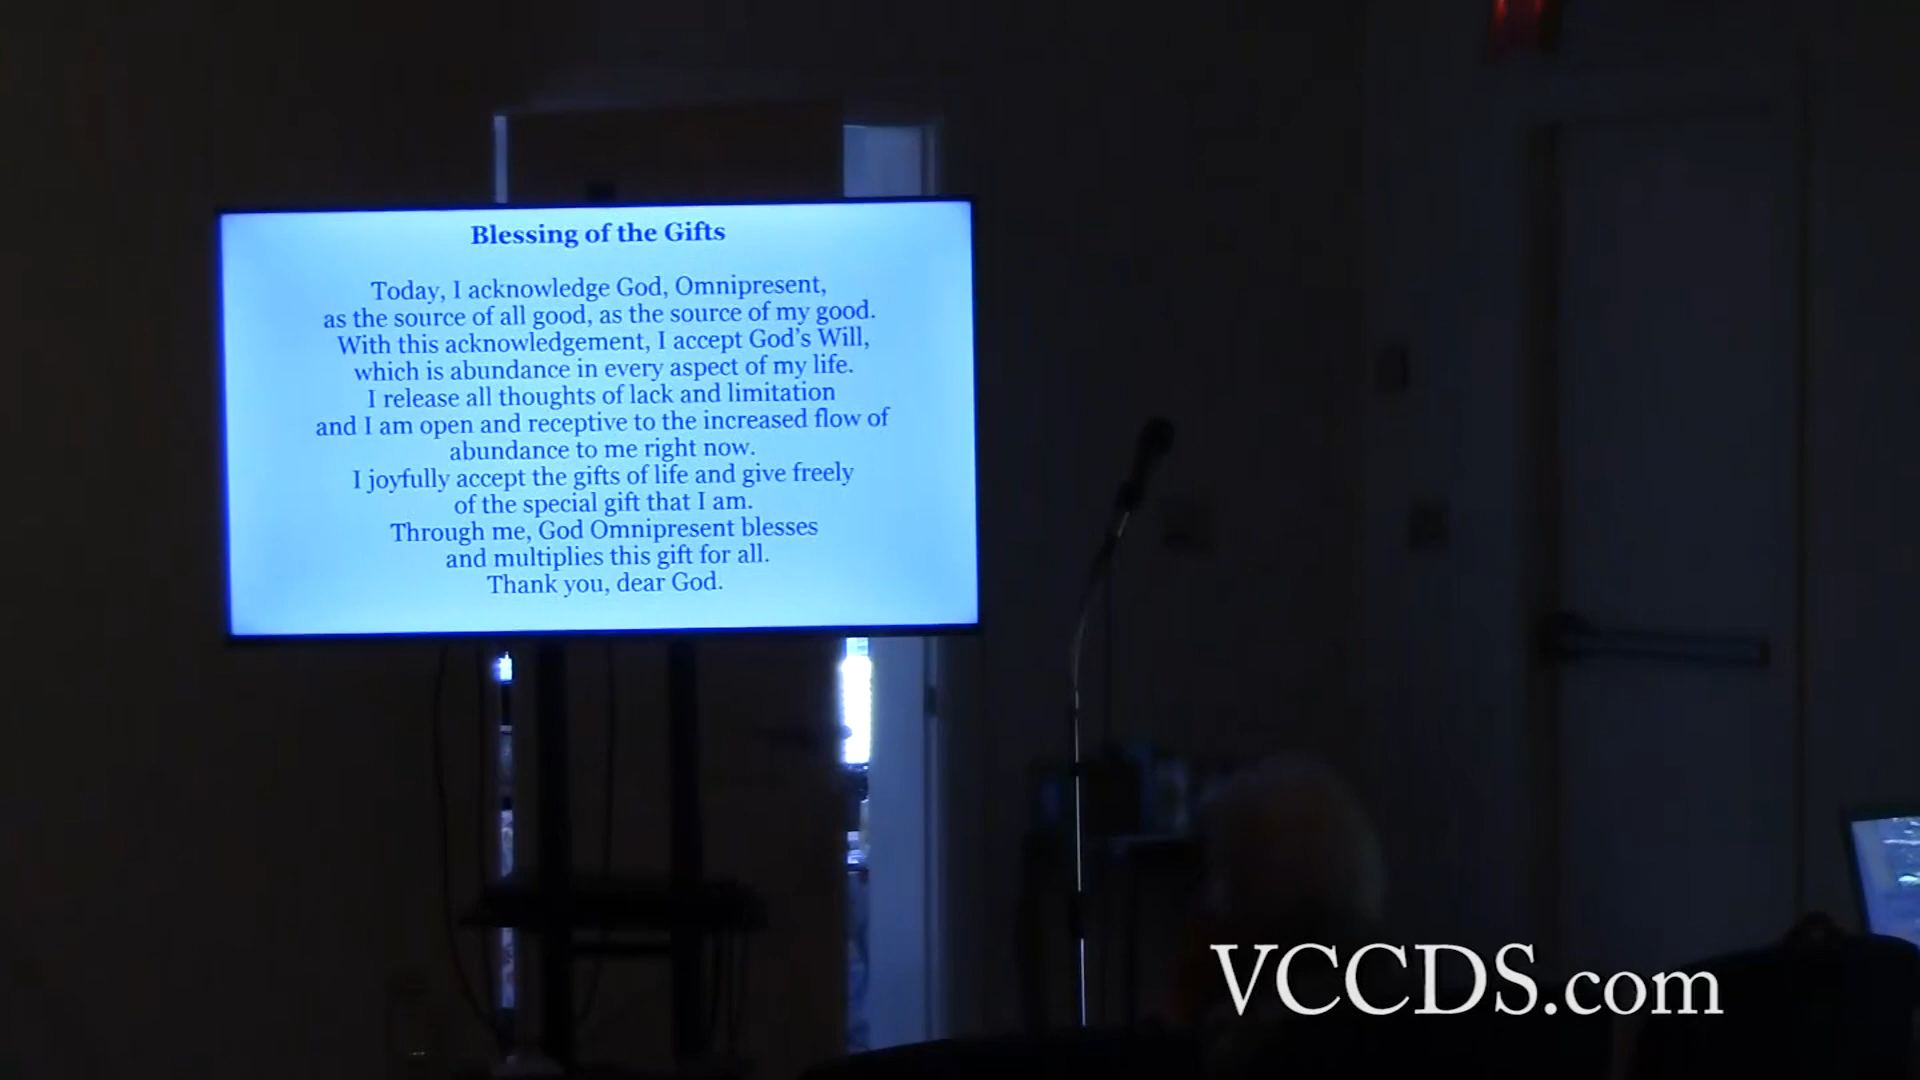 Blessing of the Gifts
Today, I acknowledge God, Omnipresent,
as the source of all good, as the source of my good.
With this acknowledgement, I accept God's Will,
which is abundance in every aspect of my life.
I release all thoughts of lack and limitation
and I am open and receptive to the increased flow of
abundance to me right now.
I joyfully accept the gifts of life and give freely
of the special gift that I am.
Through me, God Omnipresent blesses
and multiplies this gift for all.
Thank you, dear God.
VCCDS.com